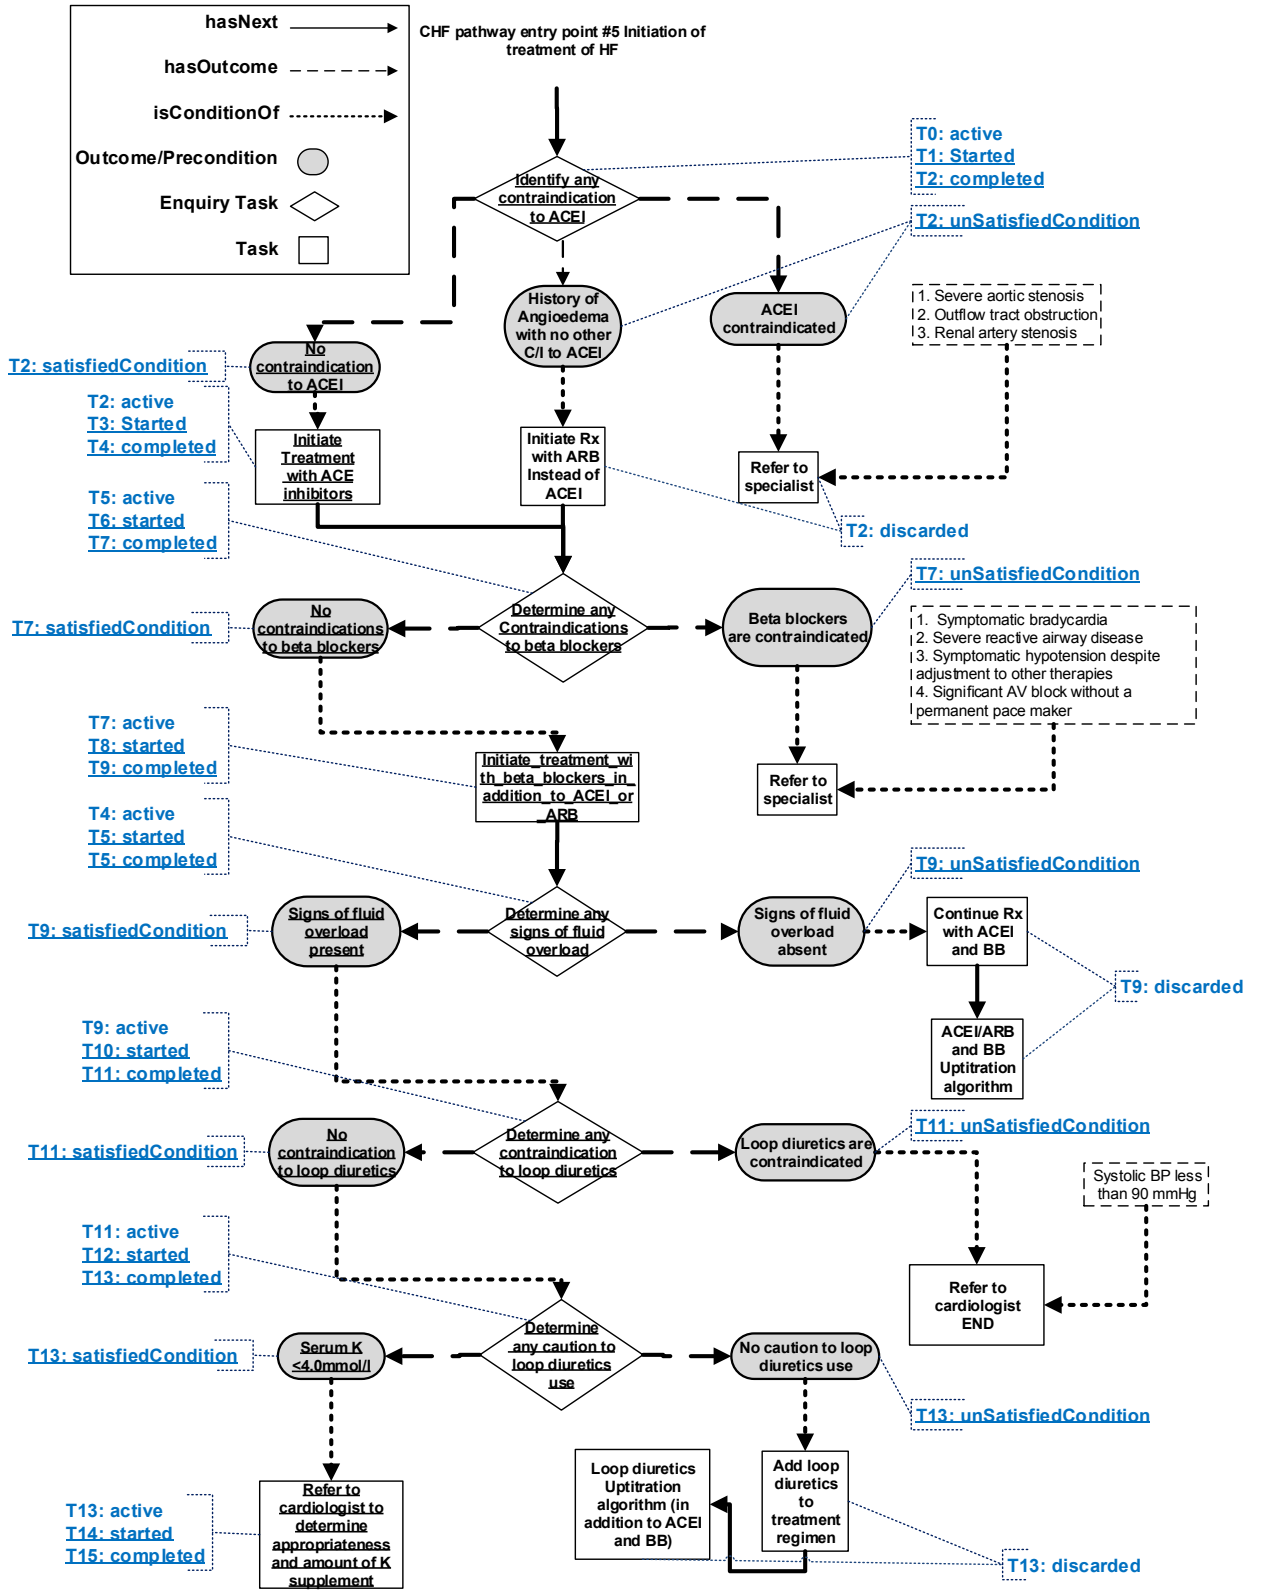 hasNext
hasOutcome
isConditionOf
Outcome/Precondition
Enquiry Task
Task
CHF pathway entry point #5 Initiation of
treatment of HF
T0: active
T1: Started
T2: completed
Identify any
contraindication
to ACEI
T2: unSatisfiedCondition
History of
Angioedema
with no other
C/I to ACEI
ACEI
contraindicated
1. Severe aortic stenosis
2. Outflow tract obstruction
3. Renal artery stenosis
No
contraindication
to ACEI
T2: satisfiedCondition
T2: active
T3: Started
T4: completed
Initiate
Treatment
with ACE
inhibitors
Initiate Rx
with ARB
Instead of
ACEI
Refer to
specialist
T2: discarded
T5: active
T6: started
T7: completed
T7: unSatisfiedCondition
Determine any
Contraindications
to beta blockers
No
contraindications
to beta blockers
T7: satisfiedCondition
Beta blockers
are contraindicated
1. Symptomatic bradycardia
2. Severe reactive airway disease
3. Symptomatic hypotension despite
adjustment to other therapies
4. Significant AV block without a
permanent pace maker
T7: active
T8: started
T9: completed
Initiate_treatment_wi
th_beta_blockers_in_
addition_to_ACEI_or
_ARB
Refer to
specialist
T4: active
T5: started
T5: completed
T9: unSatisfiedCondition
Signs of fluid
overload
present
T9: satisfiedCondition
Determine any
signs of fluid
overload
Signs of fluid
overload
absent
Continue Rx
with ACEI
and BB
T9: discarded
ACEI/ARB
and BB
Uptitration
algorithm
T9: active
T10: started
T11: completed
No
contraindication
to loop diuretics
T11: satisfiedCondition
Determine any
contraindication
to loop diuretics
Loop diuretics are
contraindicated
T11: unSatisfiedCondition
Systolic BP less
than 90 mmHg
T11: active
T12: started
T13: completed
Refer to
cardiologist
END
Serum K
<4.0mmol/l
T13: satisfiedCondition
Determine
any caution to
loop diuretics
use
No caution to loop
diuretics use
T13: unSatisfiedCondition
Loop diuretics
Uptitration
algorithm (in
addition to ACEI
and BB)
Add loop
diuretics
to
treatment
regimen
T13: active
T14: started
T15: completed
Refer to
cardiologist to
determine
appropriateness
and amount of K
supplement
T13: discarded